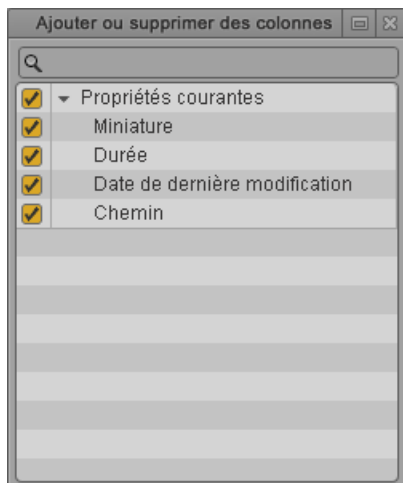 Ajouter ou supprimer des colonnes
Propriétés courantes
Miniature
Durée
Date de dernière modification
Chemin